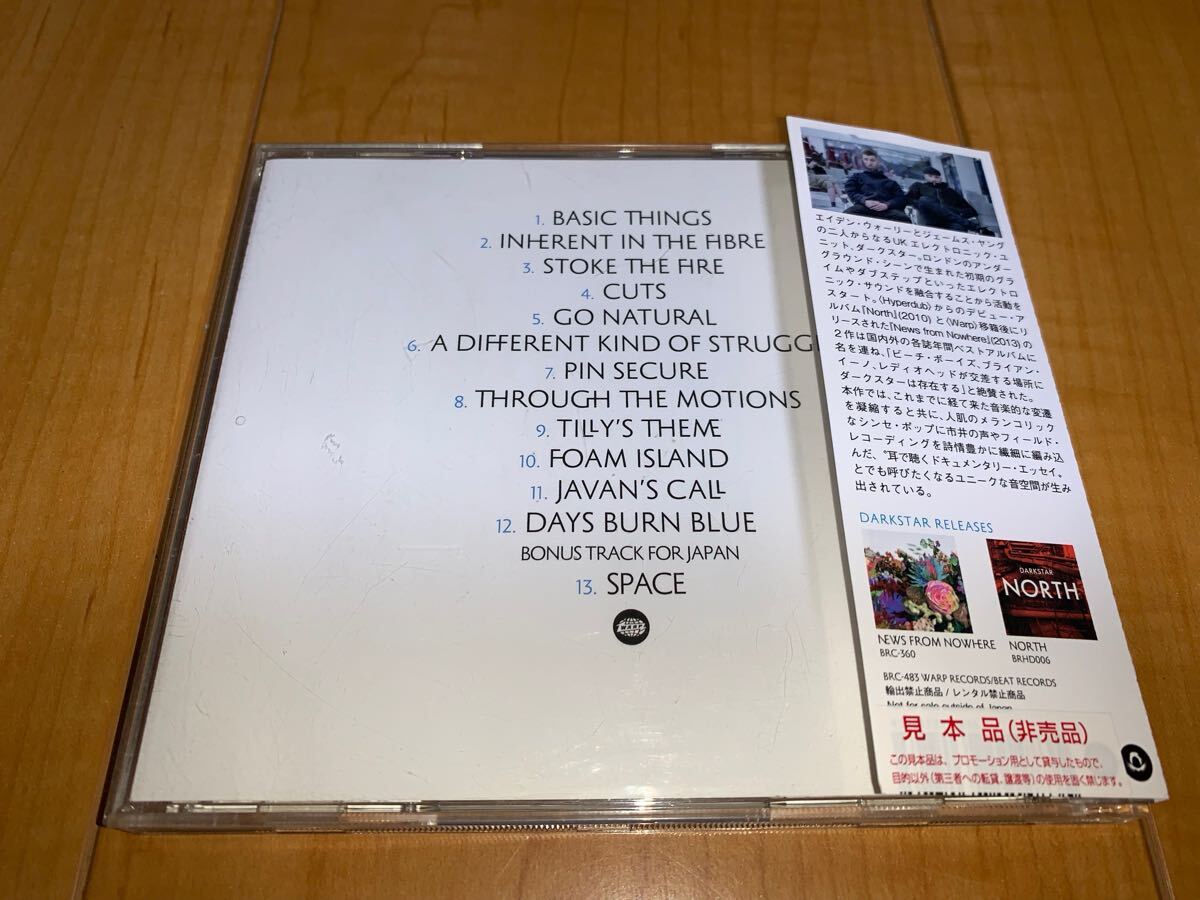 1. BASIC THINGS
2. INHERENT IN THE FIBRE
3. STOKE THE FIRE
4. CUTS
5. GO NATURAL
6. A DIFFERENT KIND OF STRUGGL
7. PIN SECURE
8. THROUGH THE MOTIONS
9. TILLY'S THEME
10. FOAM ISLAND
11. JAVAN'S CALL
12. DAYS BURN BLUE
BONUS TRACK FOR JAPAN
13. SPACE
エイデン・ウォーリーとジェームス・ヤング
の二人からなるUKエレクトロニック・ユ
ニット、ダークスター。ロンドンのアンダー
グラウンド・シーンで生まれた初期のグラ
イムやダブステップといったエレクトロ
ニック・サウンドを融合することから活動を
スタート。〈Hyperdub〉からのデビュー・ア
ルバム『North』(2010)と〈Warp〉移籍後にリ
リースされた『News from Nowhere』(2013)の
2作は国内外の各誌年間ベストアルバムに
名を連ね、「ビーチ・ボーイズ、ブライアン・
イーノ、レディオヘッドが交差する場所に
ダークスターは存在する」と絶賛された。
本作では、これまでに経て来た音楽的な変遷
を凝縮すると共に、人肌のメランコリック
なシンセ・ポップに市井の声やフィールド・
レコーディングを詩情豊かに繊細に編み込
んだ、“耳で聴くドキュメンタリー・エッセイ”
とでも呼びたくなるユニークな音空間が生み
出されている。
DARKSTAR RELEASES
DARKSTAR
NORTH
NEWS FROM NOWHERE
BRC-360
NORTH
BRHD006
BRC-483 WARP RECORDS/BEAT RECORDS
輸出禁止商品 / レンタル禁止商品
Not for sale outside of Japan
見本品(非売品)
この見本品は、プロモーション用として貸与したもので、
目的以外(第三者への転貸、譲渡等)の使用を固く禁じます。